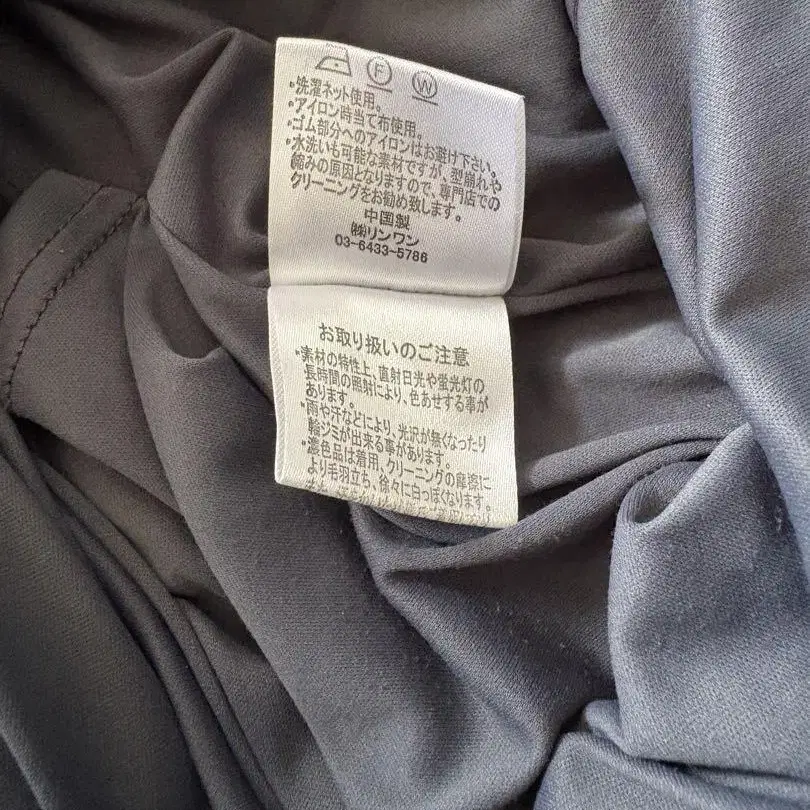 F W
・洗濯ネット使用。
・アイロン時当て布使用。
・ゴム部分へのアイロンはお避け下さい。
・水洗いも可能な素材ですが、型崩れや
縮みの原因となりますので、専門店での
クリーニングをお勧め致します。
中国製
㈱リンワン
03-6433-5786
お取り扱いのご注意
・素材の特性上、直射日光や蛍光灯の
長時間の照射により、色あせする事が
あります。
・雨や汗などにより、光沢が無くなったり
輪ジミが出来る事があります。
・濃色品は着用、クリーニングの摩擦に
より毛羽立ち、徐々に白っぽくなります。